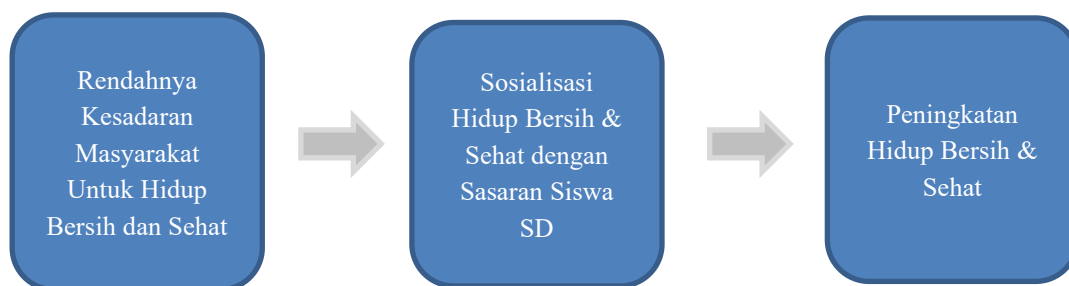 Rendahnya
Kesadaran
Masyarakat
Untuk Hidup
Bersih dan Sehat
Sosialisasi
Hidup Bersih &
Sehat dengan
Sasaran Siswa
SD
Peningkatan
Hidup Bersih &
Sehat